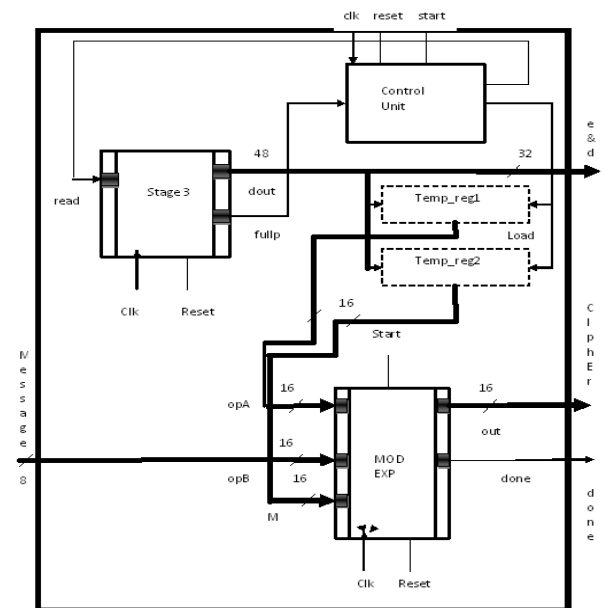 clk reset start
Control
Unit
e
&
d
48
32
Stage 3
dout
read
fullp
Temp_reg1
Load
Temp_reg2
Clk Reset
16
16
Start
C
i
p
h
E
r
M
e
s
s
a
g
e
8
opA
16
16
out
16
opB
16
M
MOD
EXP
done
d
o
n
e
Clk Reset